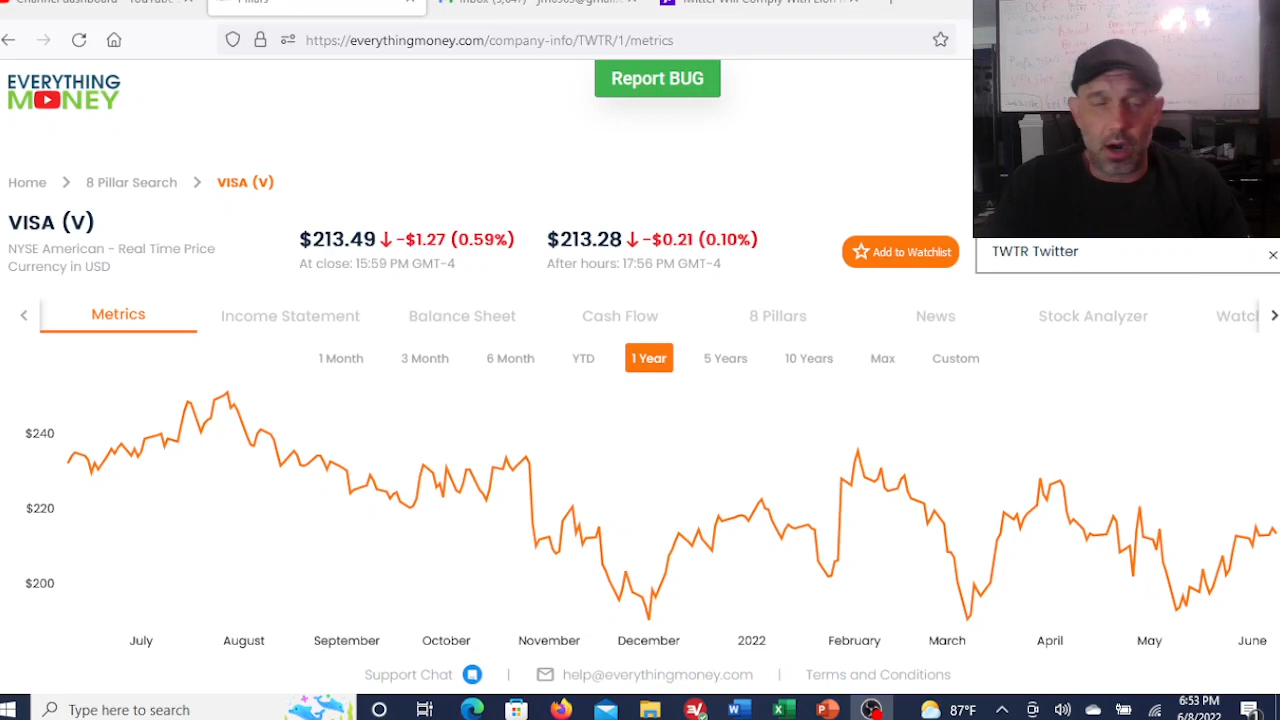 https://everythingmoney.com/company-info/TWTR/1/metrics
EVERYTHING
MONEY
Report BUG
Home > 8 Pillar Search > VISA (V)
VISA (V)
NYSE American - Real Time Price
Currency in USD
$213.49 ↓ -$1.27 (0.59%)
At close: 15:59 PM GMT-4
$213.28 ↓ -$0.21 (0.10%)
After hours: 17:56 PM GMT-4
Add to Watchlist
TWTR Twitter
Metrics Income Statement Balance Sheet Cash Flow 8 Pillars News Stock Analyzer
1 Month 3 Month 6 Month YTD 1 Year 5 Years 10 Years Max Custom
$240
$220
$200
July August September October November December 2022 February March April May June
Support Chat | help@everythingmoney.com | Terms and Conditions
Type here to search
87°F
6:53 PM
6/8/2022